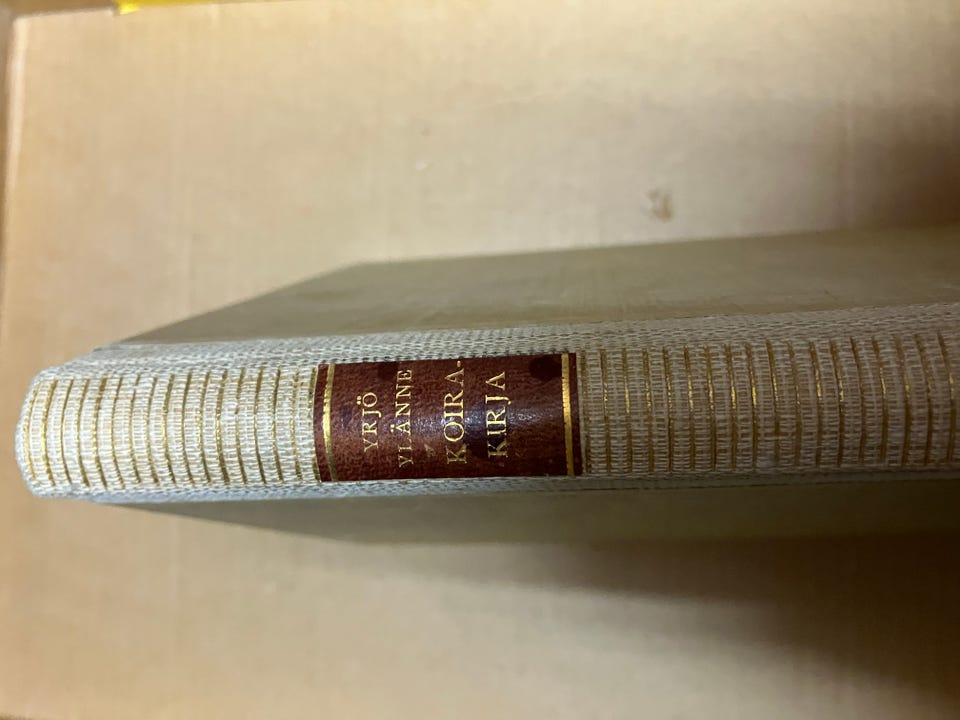 YRJÖ
YLÄNNE
KOIRA-
KIRJA